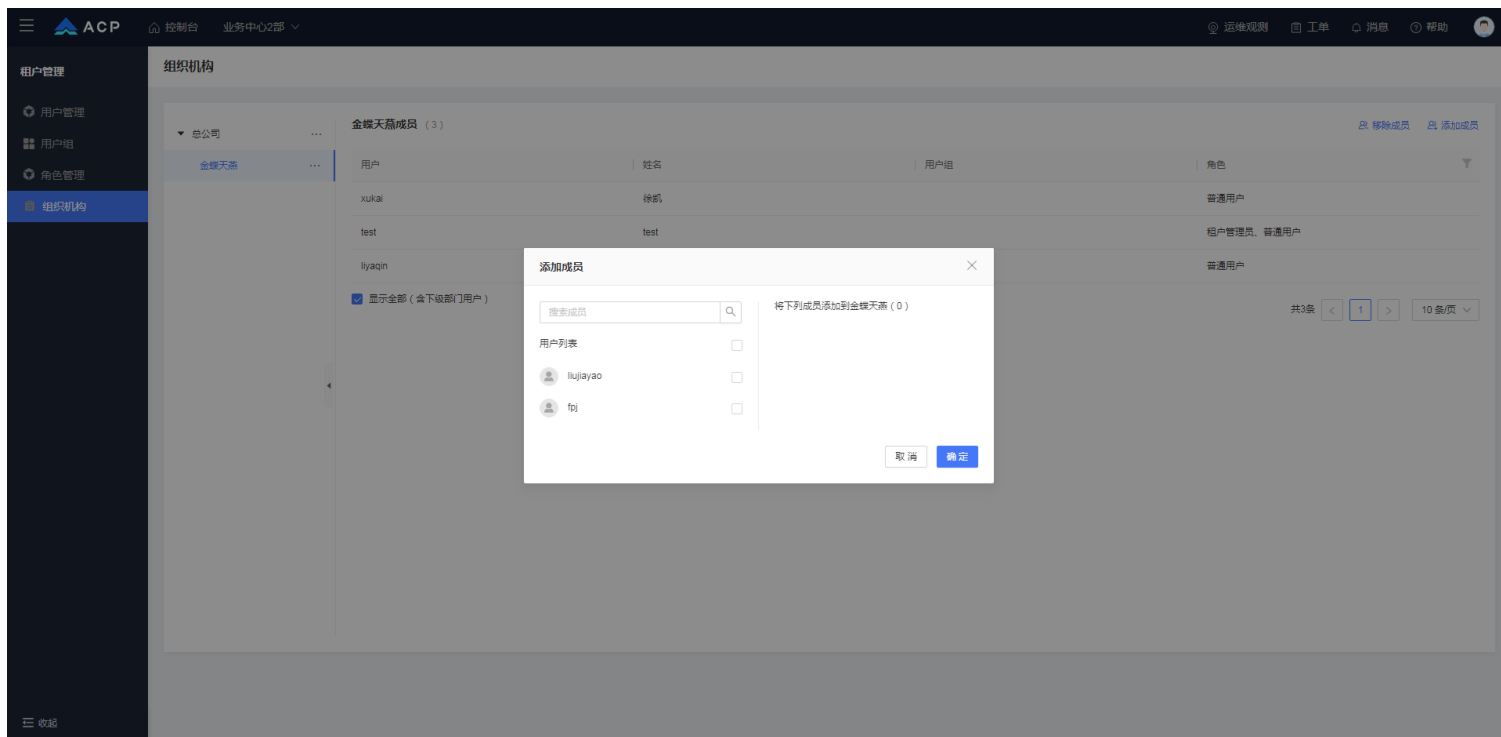 ACP 控制台 业务中心2部 运维观测 工单 消息 帮助
租户管理
组织机构
用户管理
用户组
角色管理
组织机构
总公司 ...
金蝶天燕 ...
金蝶天燕成员 (3) 移除成员 添加成员
用户 姓名 用户组 角色
xukai 徐凯 普通用户
test test 租户管理员、普通用户
liyaqin 普通用户
显示全部(含下级部门用户)
共3条 < 1 > 10 条/页
添加成员
搜索成员
将下列成员添加到金蝶天燕(0)
用户列表
liujiayao
fpj
取消 确定
收起